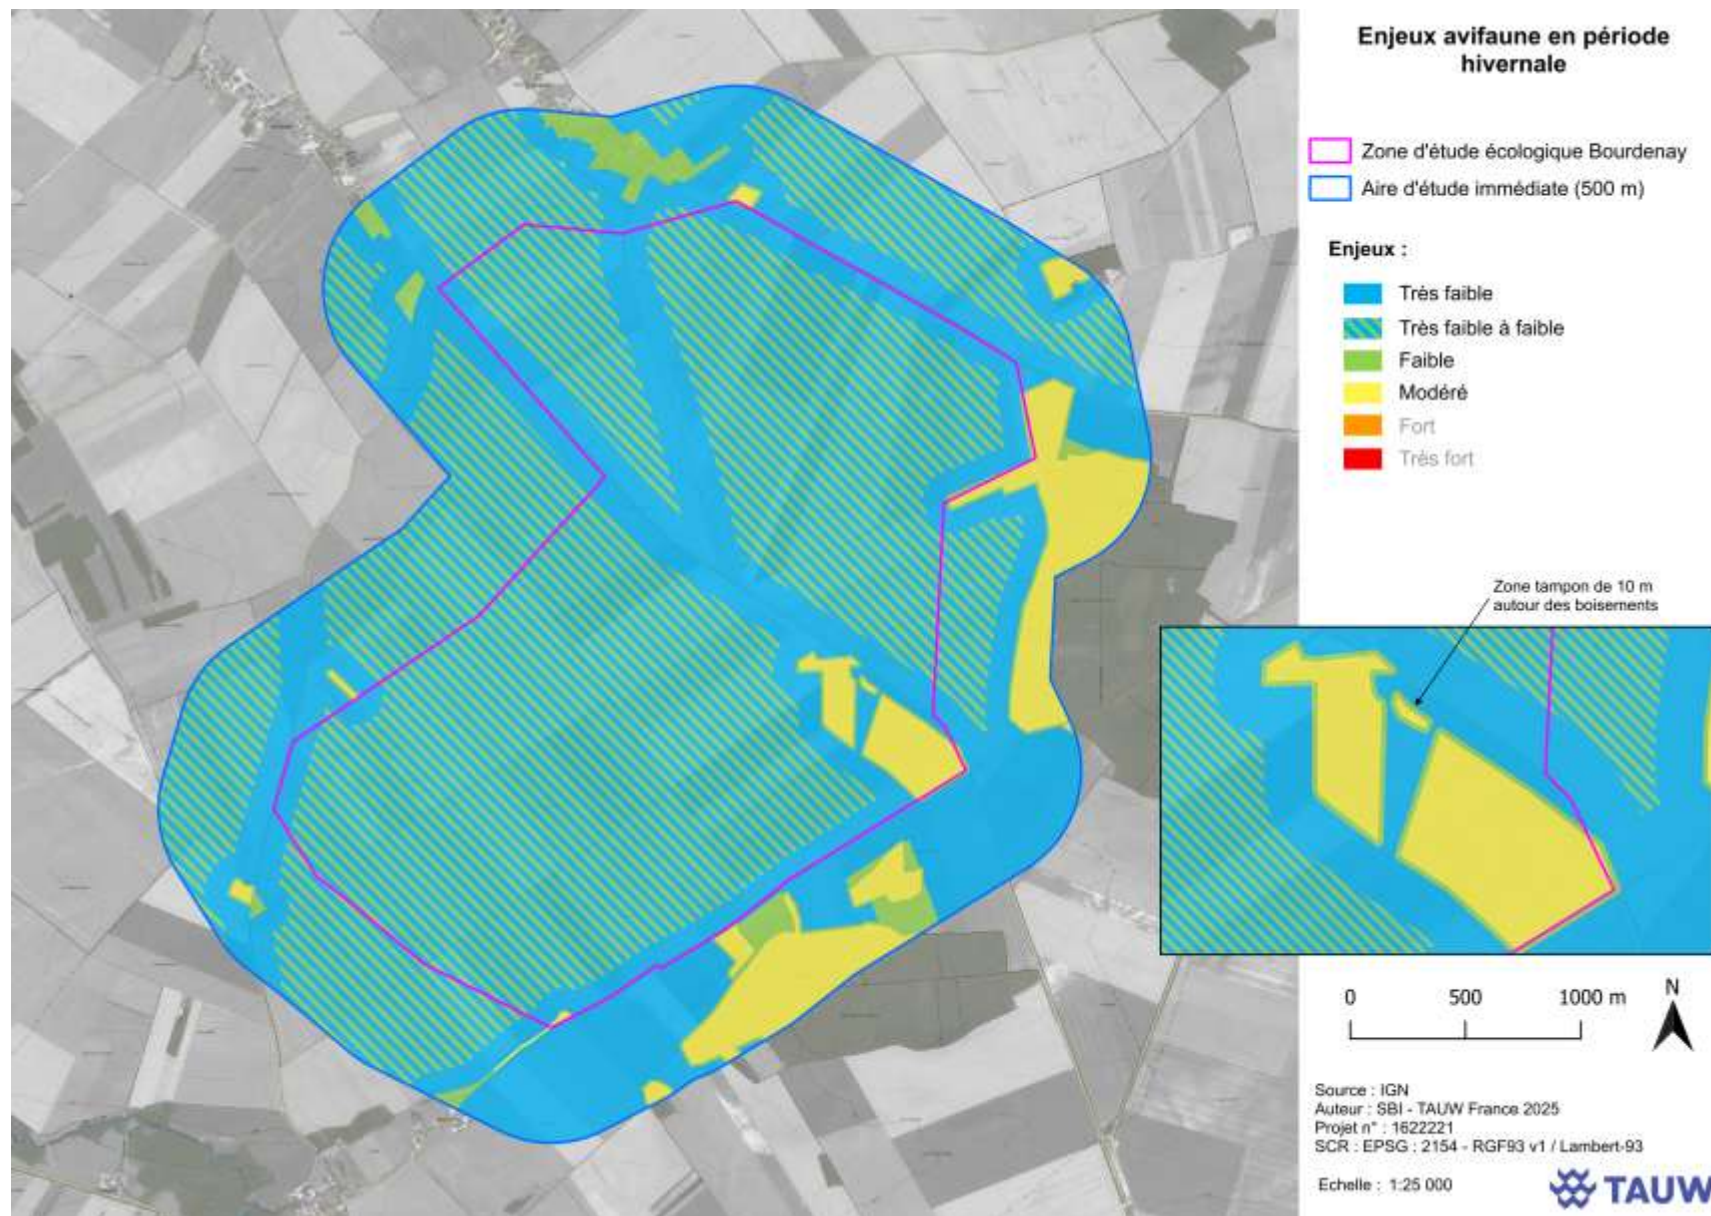 Enjeux avifaune en période
hivernale
Zone d'étude écologique Bourdenay
Aire d'étude immédiate (500 m)
Enjeux :
Très faible
Très faible à faible
Faible
Modéré
Fort
Très fort
Zone tampon de 10 m
autour des boisements
0 500 1000 m
N
Source : IGN
Auteur : SBI - TAUW France 2025
Projet n° : 1622221
SCR : EPSG : 2154 - RGF93 v1 / Lambert-93
Echelle : 1:25 000
TAUW